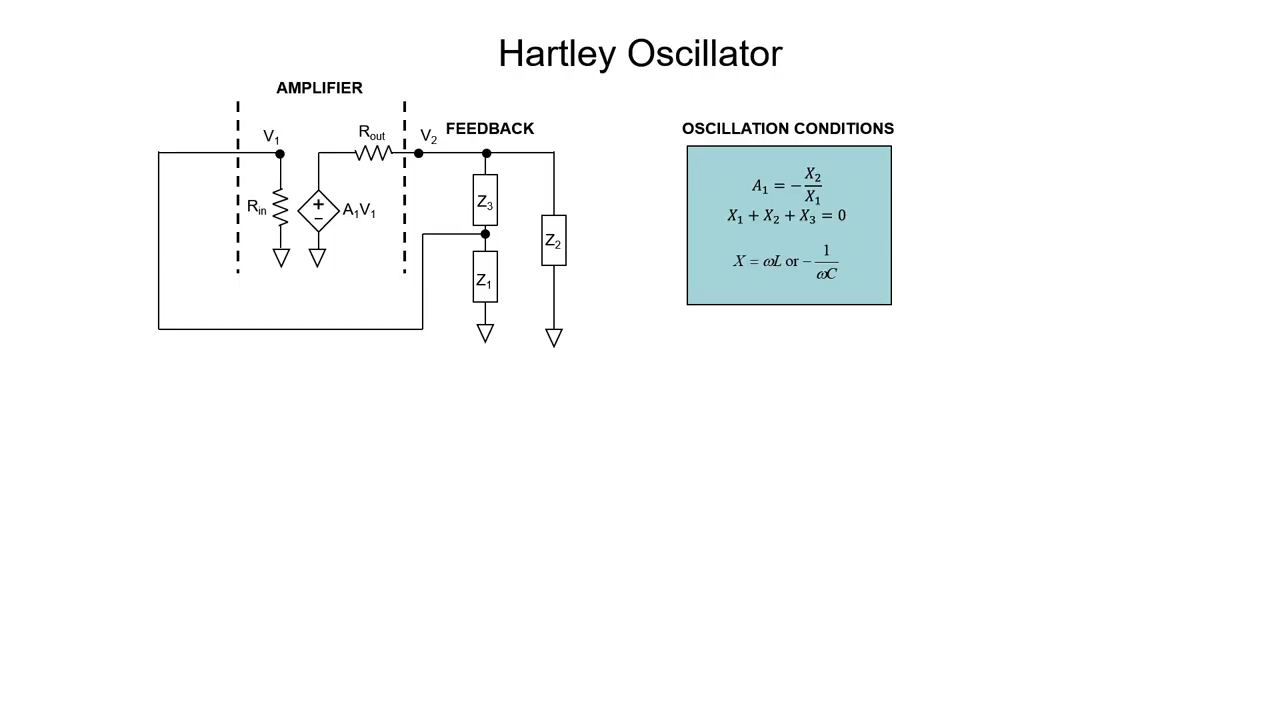 Hartley Oscillator
AMPLIFIER
V₁
Rout
V₂
FEEDBACK
Rin
+
−
A₁V₁
Z₃
Z₂
Z₁
OSCILLATION CONDITIONS
A₁ = −X₂/X₁
X₁ + X₂ + X₃ = 0
X = ωL or −1/ωC